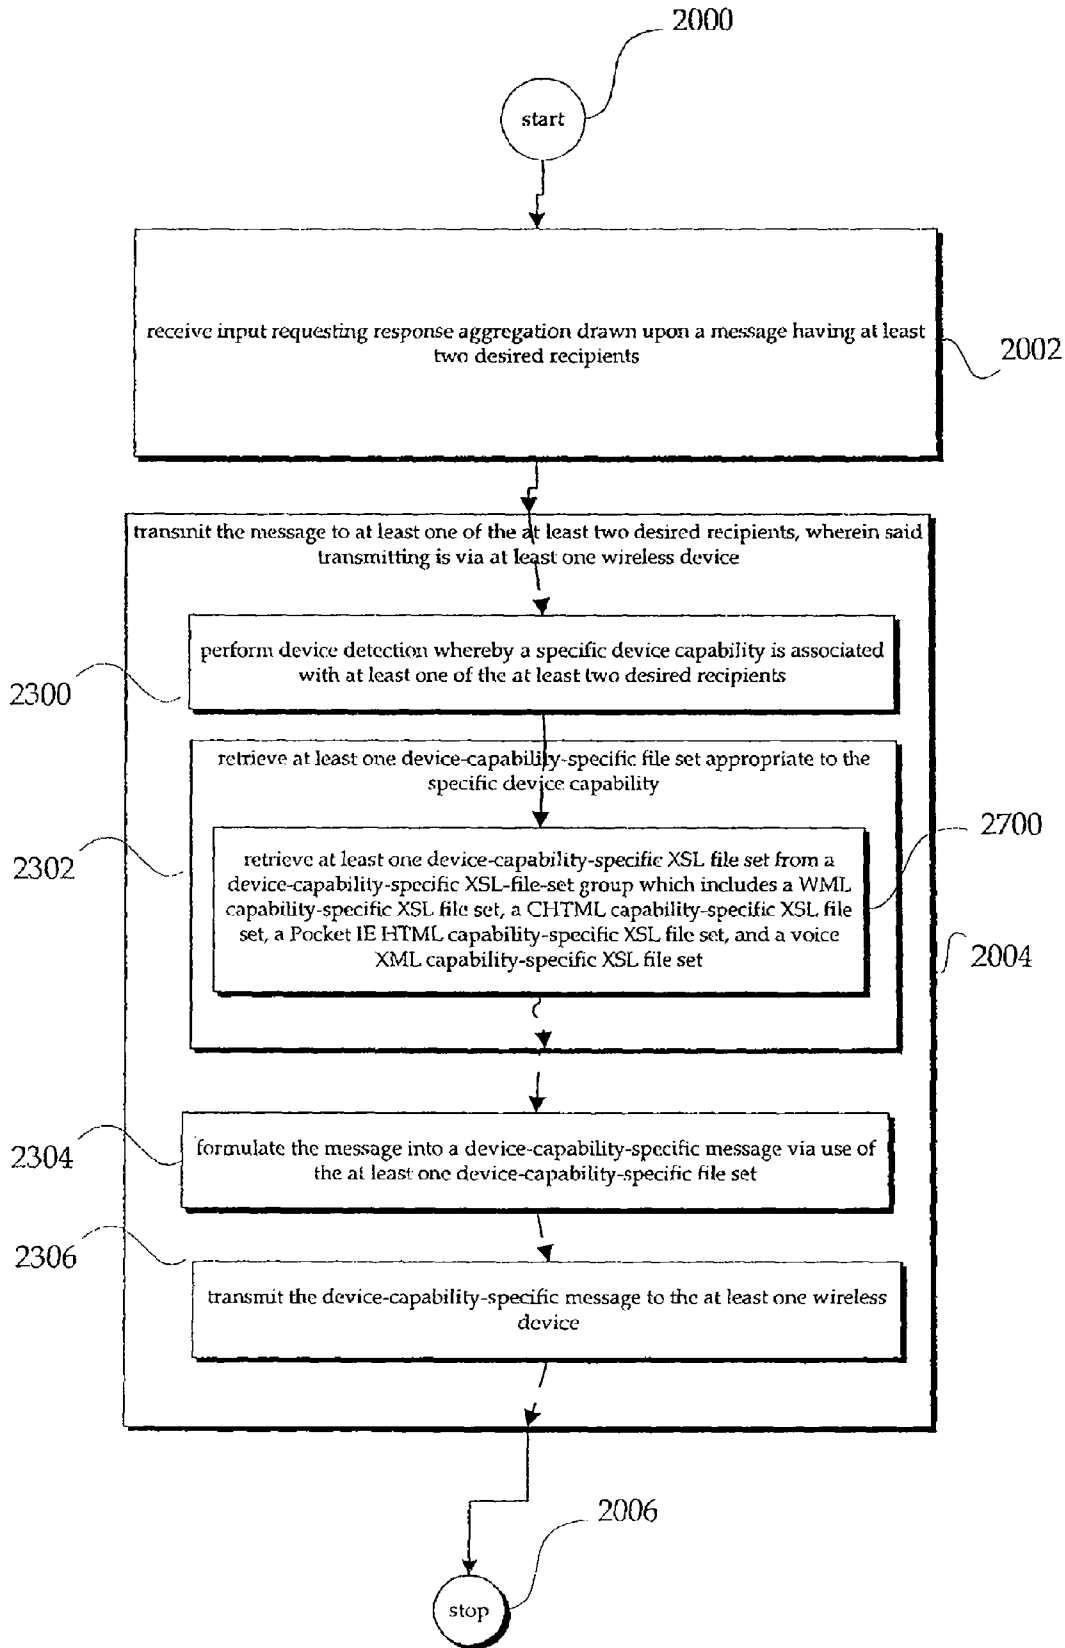 2000
start
receive input requesting response aggregation drawn upon a message having at least
two desired recipients
2002
transmit the message to at least one of the at least two desired recipients, wherein said
transmitting is via at least one wireless device
perform device detection whereby a specific device capability is associated
with at least one of the at least two desired recipients
2300
retrieve at least one device-capability-specific file set appropriate to the
specific device capability
2302
2700
retrieve at least one device-capability-specific XSL file set from a
device-capability-specific XSL-file-set group which includes a WML
capability-specific XSL file set, a CHTML capability-specific XSL file
set, a Pocket IE HTML capability-specific XSL file set, and a voice
XML capability-specific XSL file set
2004
2304
formulate the message into a device-capability-specific message via use of
the at least one device-capability-specific file set
2306
transmit the device-capability-specific message to the at least one wireless
device
2006
stop